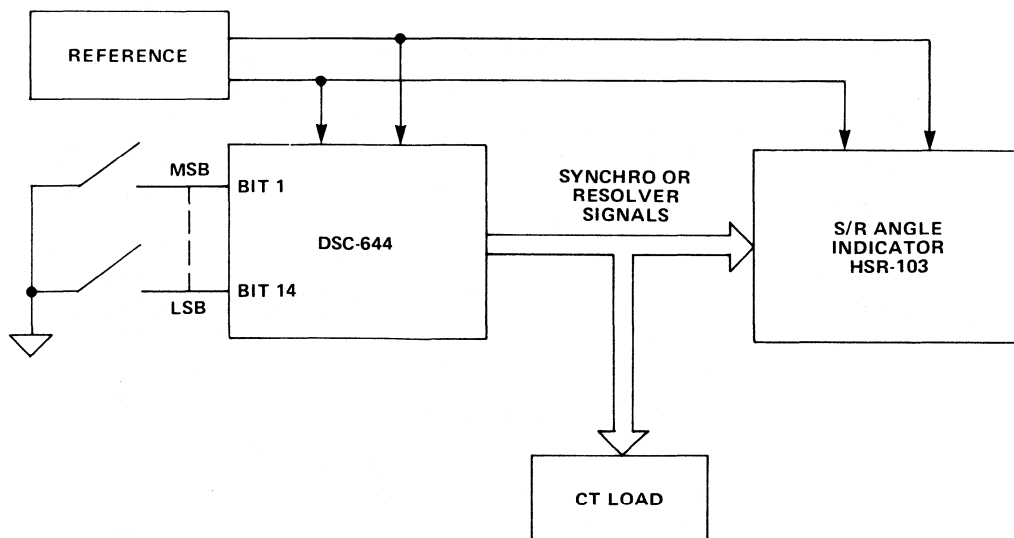 REFERENCE
MSB
BIT 1
DSC-644
BIT 14
LSB
SYNCHRO OR
RESOLVER
SIGNALS
S/R ANGLE
INDICATOR
HSR-103
CT LOAD